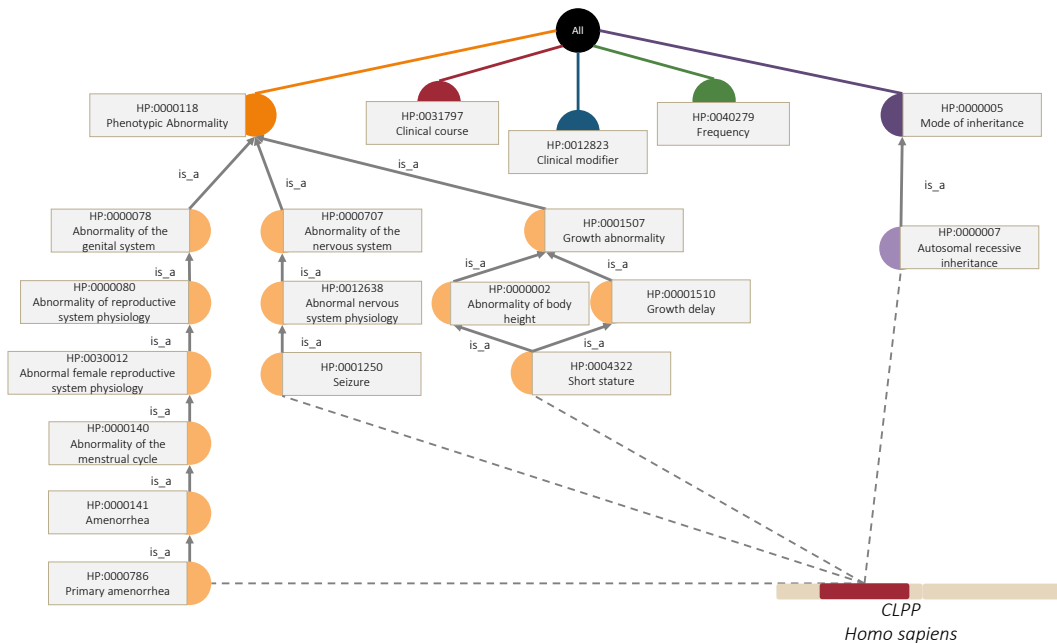 All
HP:0000118
Phenotypic Abnormality
HP:0031797
Clinical course
HP:0012823
Clinical modifier
HP:0040279
Frequency
HP:0000005
Mode of inheritance
is_a
is_a
is_a
is_a
HP:0000078
Abnormality of the
genital system
HP:0000707
Abnormality of the
nervous system
HP:0001507
Growth abnormality
HP:0000007
Autosomal recessive
inheritance
is_a
is_a
is_a
is_a
HP:0000080
Abnormality of reproductive
system physiology
HP:0012638
Abnormal nervous
system physiology
HP:0000002
Abnormality of body
height
HP:00001510
Growth delay
is_a
is_a
is_a
is_a
HP:0030012
Abnormal female reproductive
system physiology
HP:0001250
Seizure
HP:0004322
Short stature
is_a
HP:0000140
Abnormality of the
menstrual cycle
is_a
HP:0000141
Amenorrhea
is_a
HP:0000786
Primary amenorrhea
CLPP
Homo sapiens